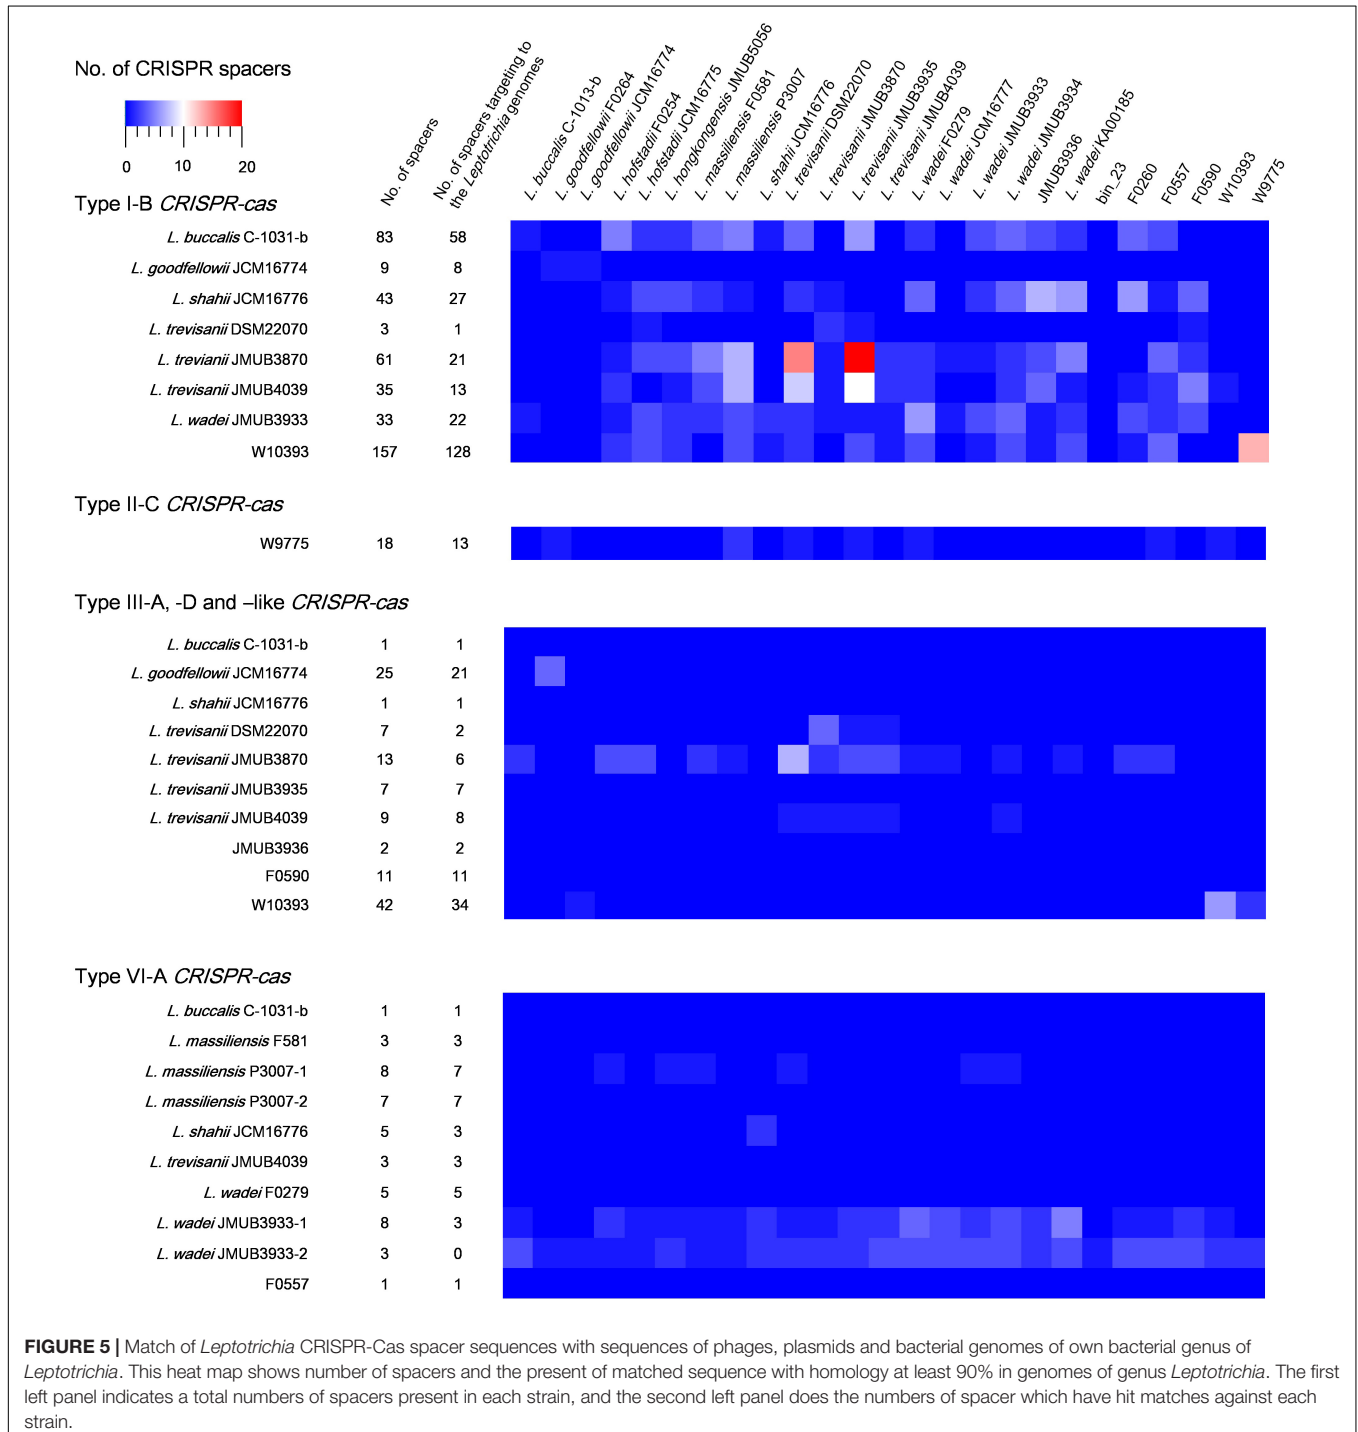 No. of CRISPR spacers
0 10 20
No. of spacers
No. of spacers targeting to
the Leptotrichia genomes
L. buccalis C-1013-b
L. goodfellowii F0264
L. goodfellowii JCM16774
L. hofstadii F0254
L. hofstadii JCM16775
L. hongkongensis JMUB5056
L. massiliensis F0581
L. massiliensis P3007
L. shahii JCM16776
L. trevisanii DSM22070
L. trevisanii JMUB3870
L. trevisanii JMUB3935
L. trevisanii JMUB4039
L. wadei F0279
L. wadei JCM16777
L. wadei JMUB3933
L. wadei JMUB3934
JMUB3936
L. wadei KA00185
bin_23
F0260
F0557
F0590
W10393
W9775
Type I-B CRISPR-cas
L. buccalis C-1031-b 83 58
L. goodfellowii JCM16774 9 8
L. shahii JCM16776 43 27
L. trevisanii DSM22070 3 1
L. trevianii JMUB3870 61 21
L. trevisanii JMUB4039 35 13
L. wadei JMUB3933 33 22
W10393 157 128
Type II-C CRISPR-cas
W9775 18 13
Type III-A, -D and –like CRISPR-cas
L. buccalis C-1031-b 1 1
L. goodfellowii JCM16774 25 21
L. shahii JCM16776 1 1
L. trevisanii DSM22070 7 2
L. trevisanii JMUB3870 13 6
L. trevisanii JMUB3935 7 7
L. trevisanii JMUB4039 9 8
JMUB3936 2 2
F0590 11 11
W10393 42 34
Type VI-A CRISPR-cas
L. buccalis C-1031-b 1 1
L. massiliensis F581 3 3
L. massiliensis P3007-1 8 7
L. massiliensis P3007-2 7 7
L. shahii JCM16776 5 3
L. trevisanii JMUB4039 3 3
L. wadei F0279 5 5
L. wadei JMUB3933-1 8 3
L. wadei JMUB3933-2 3 0
F0557 1 1
FIGURE 5 | Match of Leptotrichia CRISPR-Cas spacer sequences with sequences of phages, plasmids and bacterial genomes of own bacterial genus of
Leptotrichia. This heat map shows number of spacers and the present of matched sequence with homology at least 90% in genomes of genus Leptotrichia. The first
left panel indicates a total numbers of spacers present in each strain, and the second left panel does the numbers of spacer which have hit matches against each
strain.